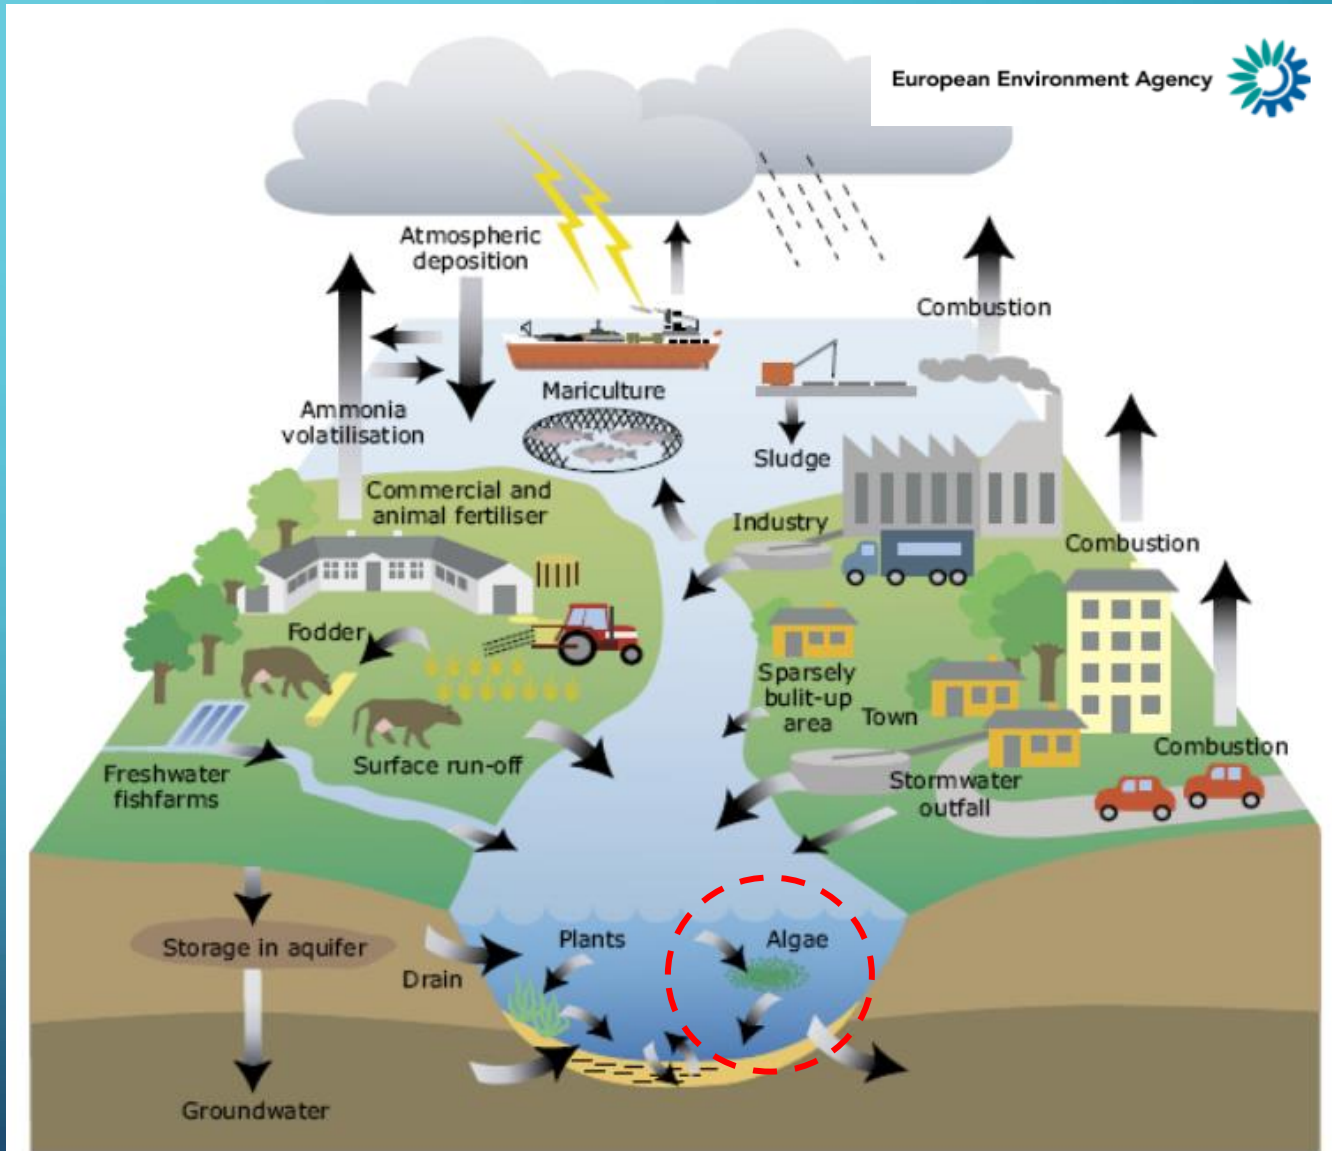 European Environment Agency
Atmospheric
deposition
Combustion
Mariculture
Ammonia
volatilisation
Sludge
Commercial and
animal fertiliser
Industry
Combustion
Fodder
Sparsely
bulit-up
area
Town
Combustion
Surface run-off
Freshwater
fishfarms
Stormwater
outfall
Plants
Algae
Storage in aquifer
Drain
Groundwater